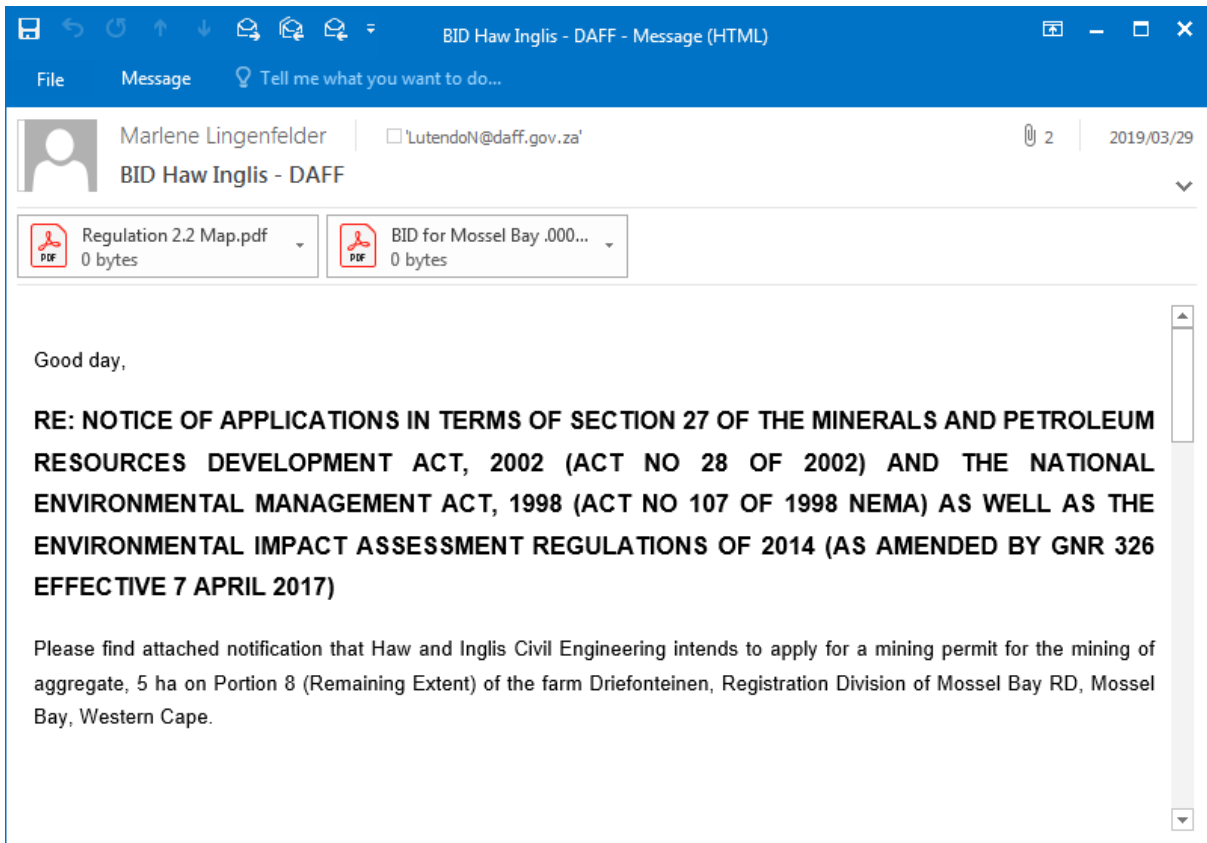 BID Haw Inglis - DAFF - Message (HTML)
File Message Tell me what you want to do...
Marlene Lingenfelder 'LutendoN@daff.gov.za' 2 2019/03/29
BID Haw Inglis - DAFF
PDF Regulation 2.2 Map.pdf PDF BID for Mossel Bay .000...
0 bytes 0 bytes
Good day,
RE: NOTICE OF APPLICATIONS IN TERMS OF SECTION 27 OF THE MINERALS AND PETROLEUM
RESOURCES DEVELOPMENT ACT, 2002 (ACT NO 28 OF 2002) AND THE NATIONAL
ENVIRONMENTAL MANAGEMENT ACT, 1998 (ACT NO 107 OF 1998 NEMA) AS WELL AS THE
ENVIRONMENTAL IMPACT ASSESSMENT REGULATIONS OF 2014 (AS AMENDED BY GNR 326
EFFECTIVE 7 APRIL 2017)
Please find attached notification that Haw and Inglis Civil Engineering intends to apply for a mining permit for the mining of
aggregate, 5 ha on Portion 8 (Remaining Extent) of the farm Driefonteinen, Registration Division of Mossel Bay RD, Mossel
Bay, Western Cape.